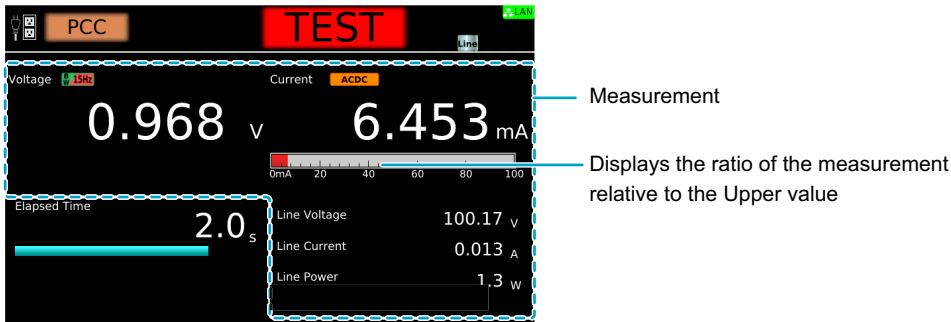 PCC
TEST
LAN
Line
Voltage BW 15Hz
Current ACDC
0.968 V
6.453 mA
0mA 20 40 60 80 100
Measurement
Displays the ratio of the measurement
relative to the Upper value
Elapsed Time
2.0 s
Line Voltage 100.17 V
Line Current 0.013 A
Line Power 1.3 W